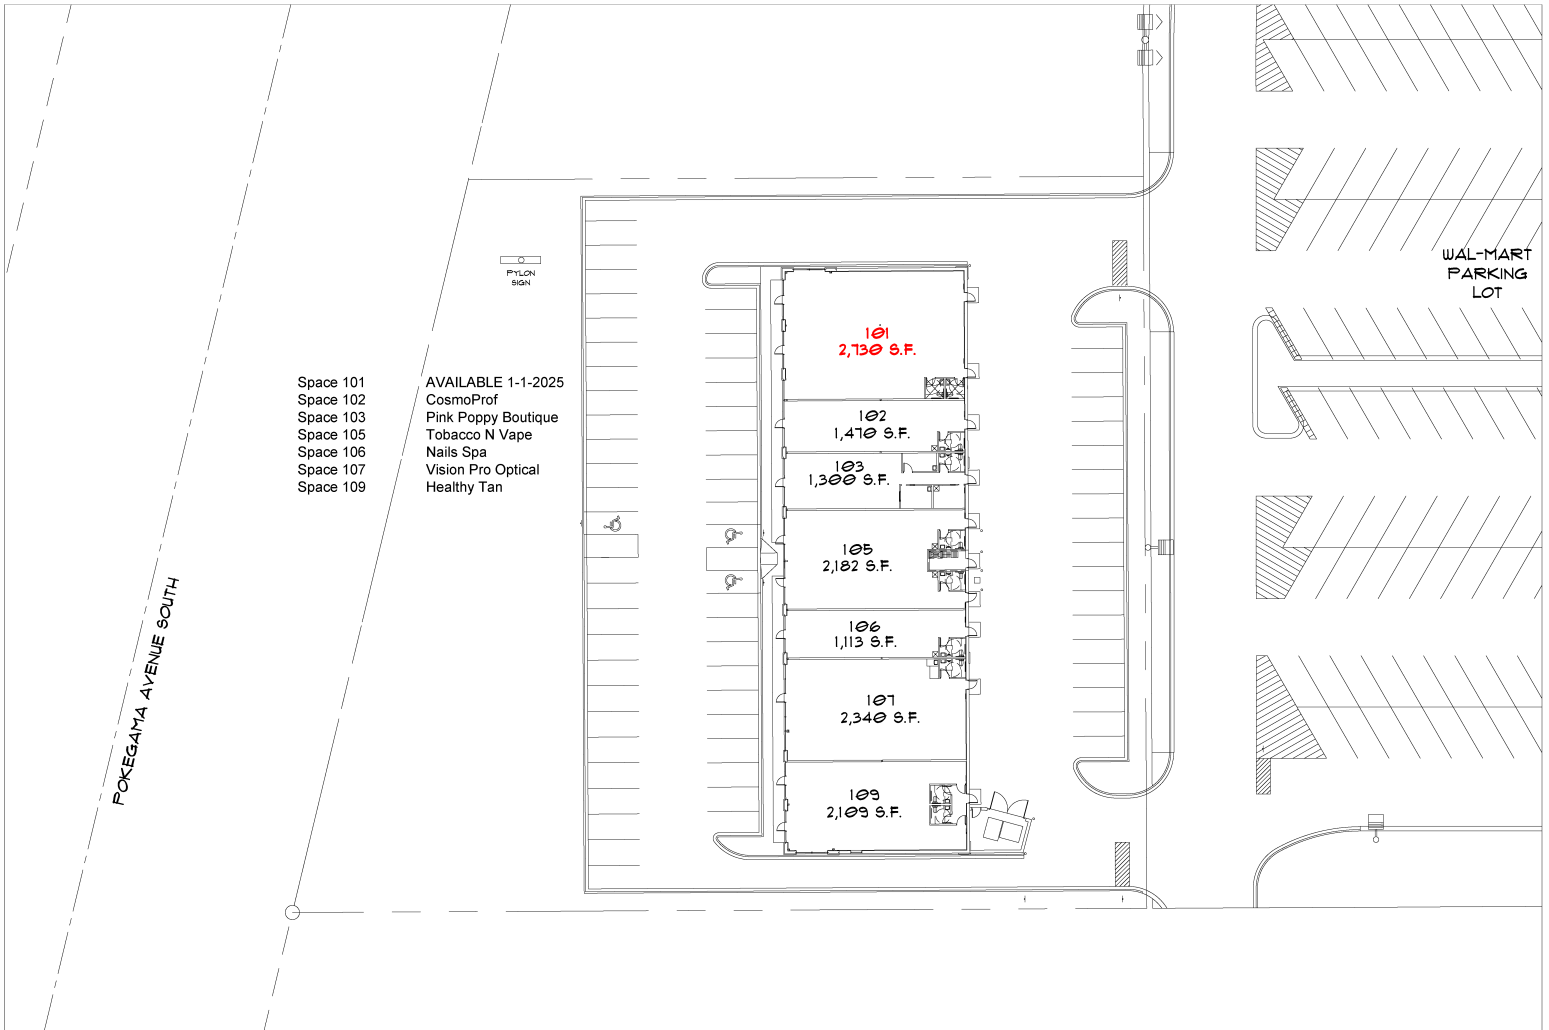 WAL-MART
PARKING
LOT
PYLON
SIGN
101
2,730 S.F.
Space 101 AVAILABLE 1-1-2025
Space 102 CosmoProf
Space 103 Pink Poppy Boutique
Space 105 Tobacco N Vape
Space 106 Nails Spa
Space 107 Vision Pro Optical
Space 109 Healthy Tan
102
1,470 S.F.
103
1,300 S.F.
105
2,182 S.F.
106
1,113 S.F.
107
2,340 S.F.
109
2,109 S.F.
POKEGAMA AVENUE SOUTH